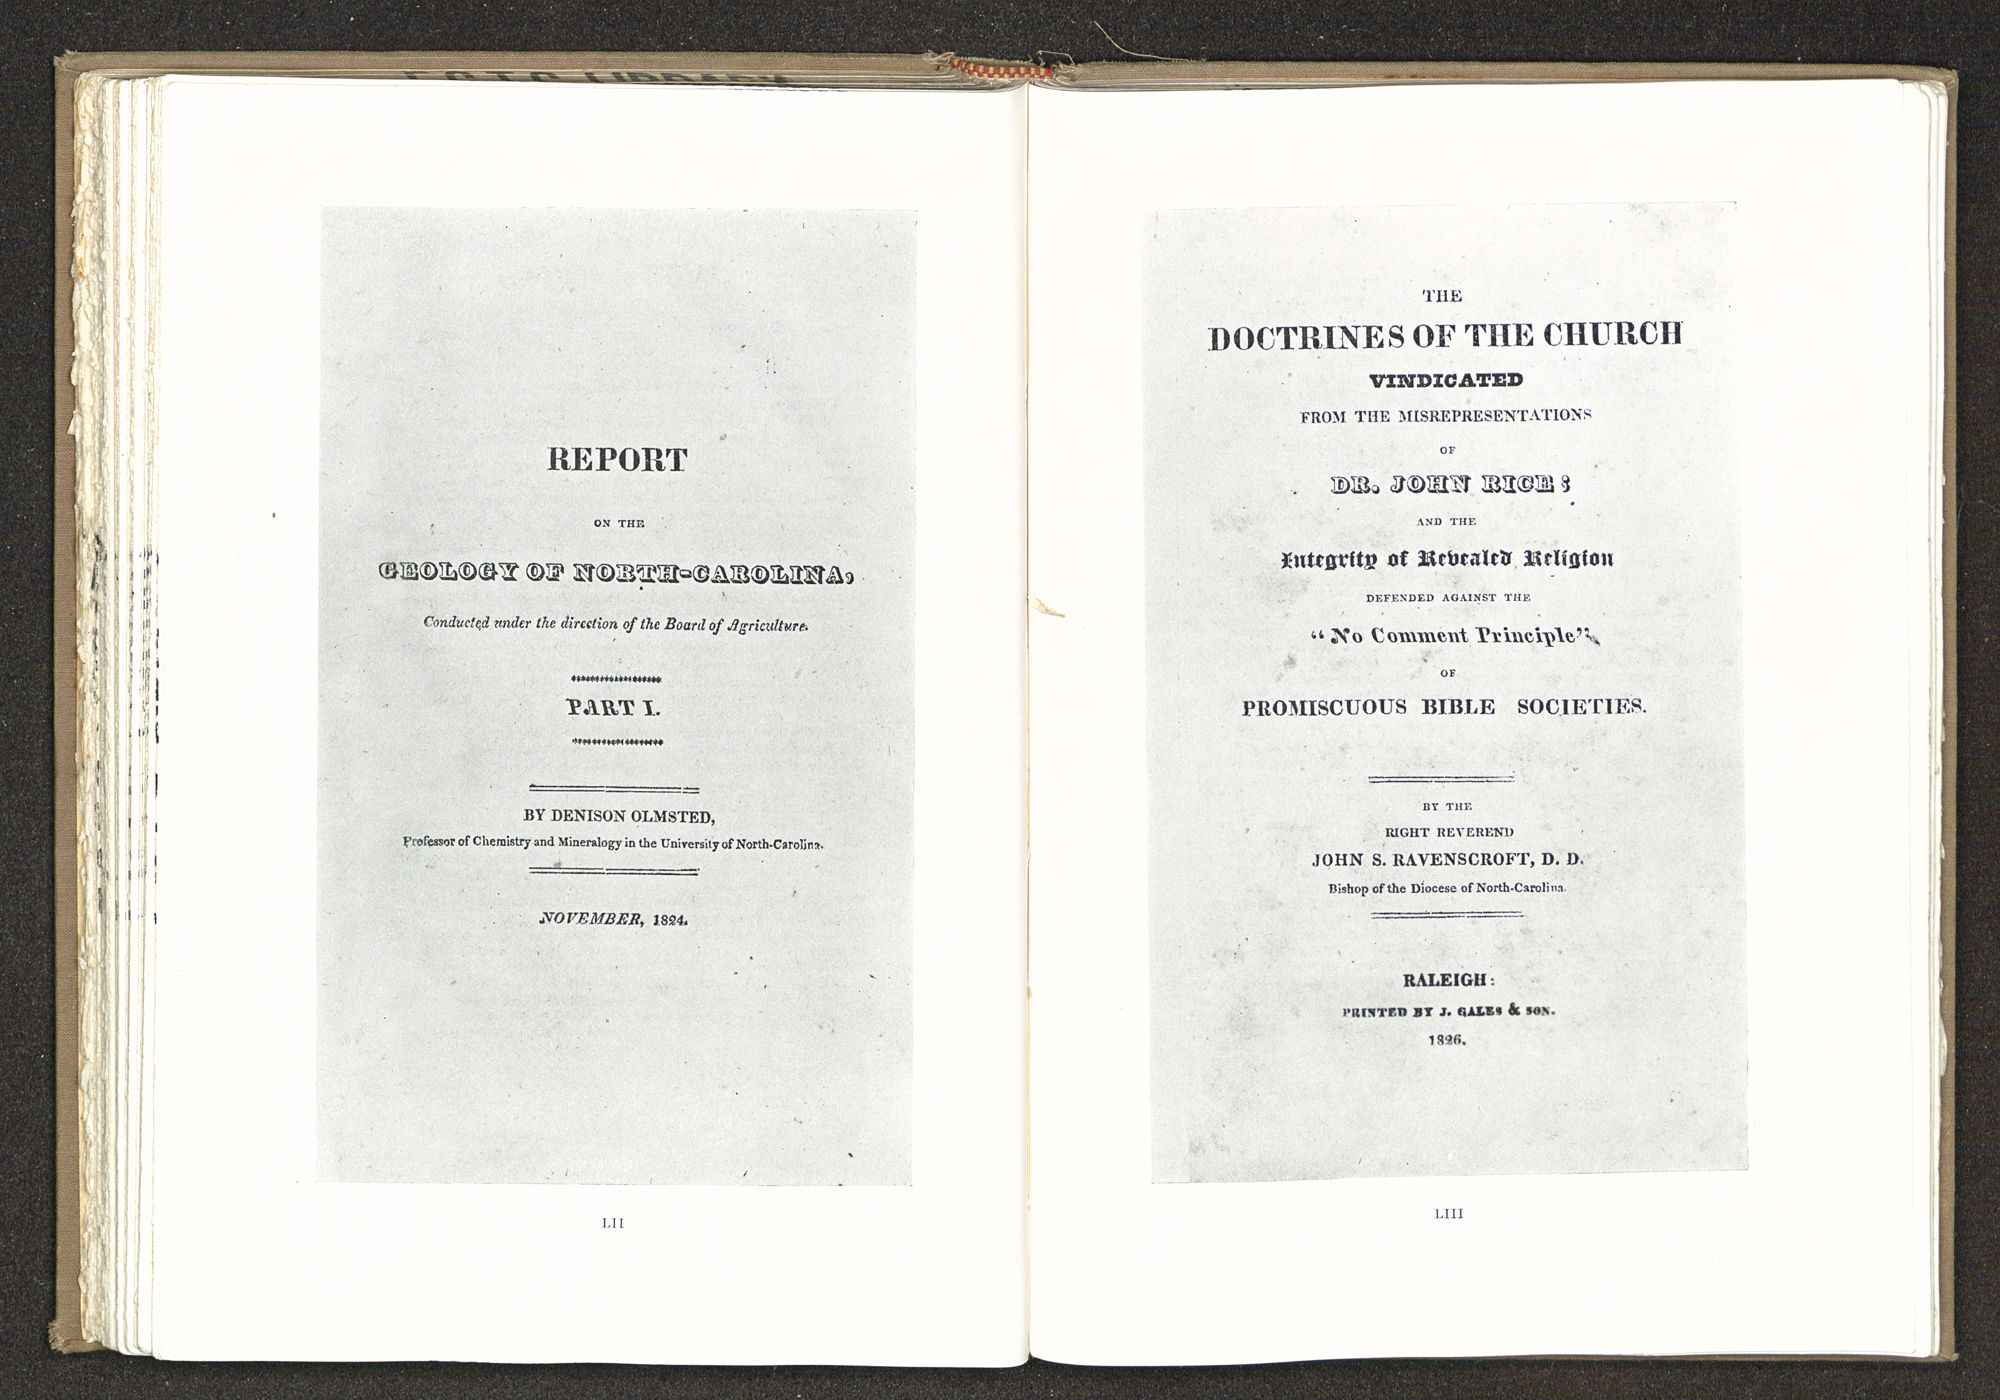 REPORT
ON THE
GEOLOGY OF NORTH-CAROLINA,
Conducted under the direction of the Board of Agriculture.
PART I.
BY DENISON OLMSTED,
Professor of Chemistry and Mineralogy in the University of North-Carolina.
NOVEMBER, 1824.
LII
THE
DOCTRINES OF THE CHURCH
VINDICATED
FROM THE MISREPRESENTATIONS
OF
DR. JOHN RICE;
AND THE
Integrity of Revealed Religion
DEFENDED AGAINST THE
"No Comment Principle"
OF
PROMISCUOUS BIBLE SOCIETIES.
BY THE
RIGHT REVEREND
JOHN S. RAVENSCROFT, D. D.
Bishop of the Diocese of North-Carolina.
RALEIGH:
PRINTED BY J. GALES & SON.
1826.
LIII